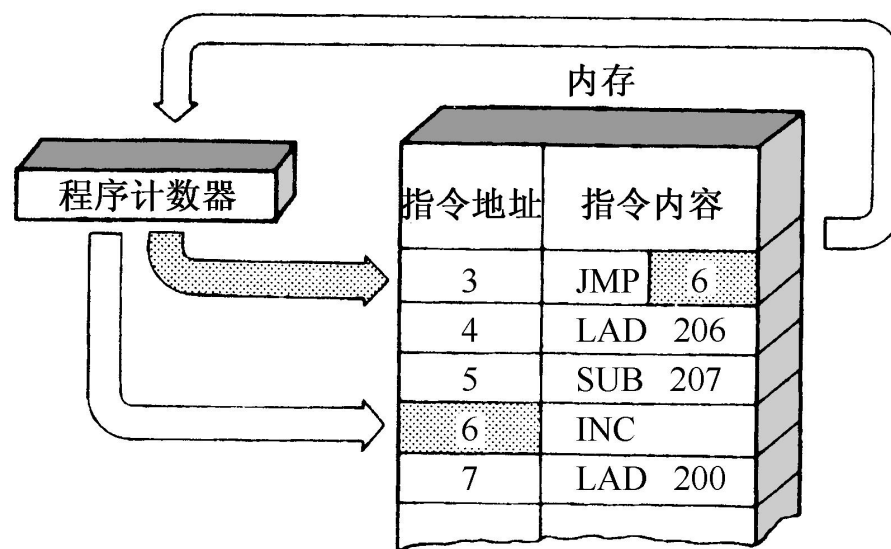 内存
程序计数器
指令地址 指令内容
3 JMP 6
4 LAD 206
5 SUB 207
6 INC
7 LAD 200